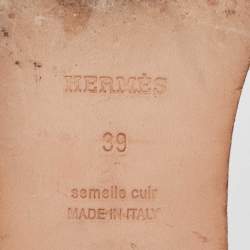 HERMÈS
39
semelle cuir
MADE IN ITALY